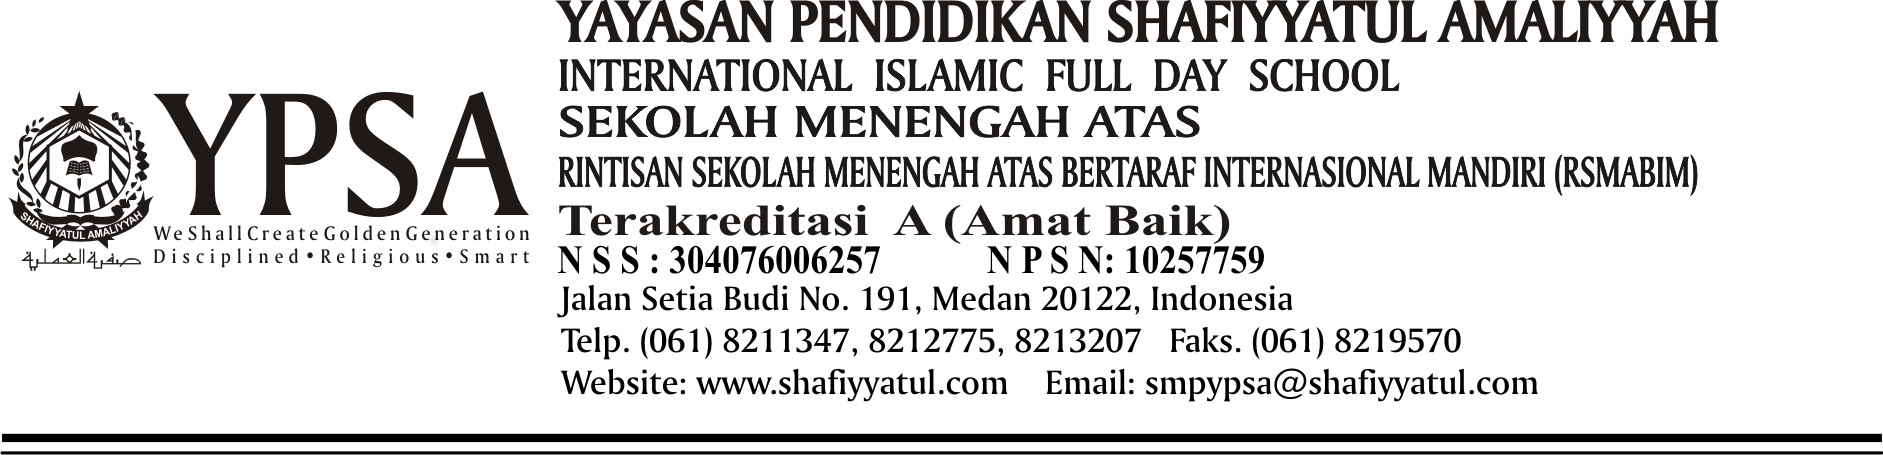 YAYASAN PENDIDIKAN SHAFIYYATUL AMALIYYAH
INTERNATIONAL ISLAMIC FULL DAY SCHOOL
SEKOLAH MENENGAH ATAS
RINTISAN SEKOLAH MENENGAH ATAS BERTARAF INTERNASIONAL MANDIRI (RSMABIM)
Terakreditasi A (Amat Baik)
N S S : 304076006257 N P S N: 10257759
Jalan Setia Budi No. 191, Medan 20122, Indonesia
Telp. (061) 8211347, 8212775, 8213207 Faks. (061) 8219570
Website: www.shafiyyatul.com Email: smpypsa@shafiyyatul.com
YPSA
We Shall Create Golden Generation
Disciplined • Religious • Smart
SHAFIYYATUL AMALIYYAH